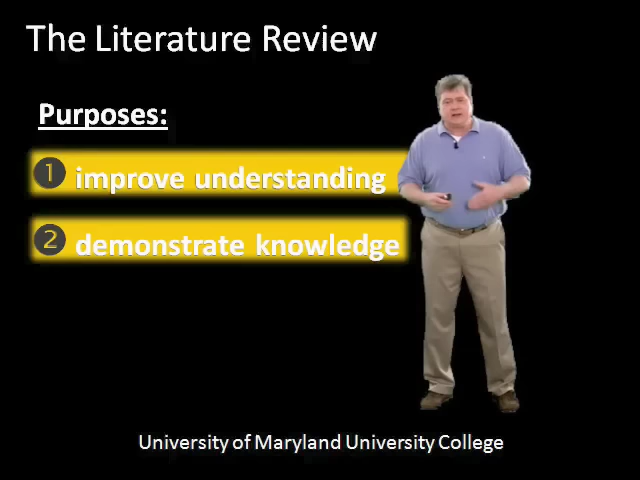 The Literature Review
Purposes:
1 improve understanding
2 demonstrate knowledge
University of Maryland University College